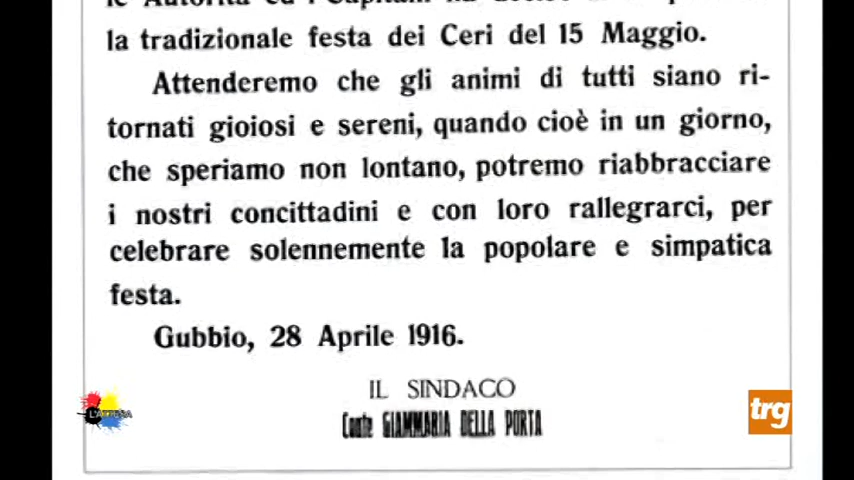 la tradizionale festa dei Ceri del 15 Maggio.
Attenderemo che gli animi di tutti siano ri-
tornati gioiosi e sereni, quando cioè in un giorno,
che speriamo non lontano, potremo riabbracciare
i nostri concittadini e con loro rallegrarci, per
celebrare solennemente la popolare e simpatica
festa.
Gubbio, 28 Aprile 1916.
IL SINDACO
Conte GIAMMARIA DELLA PORTA
L'ATTESA
trg